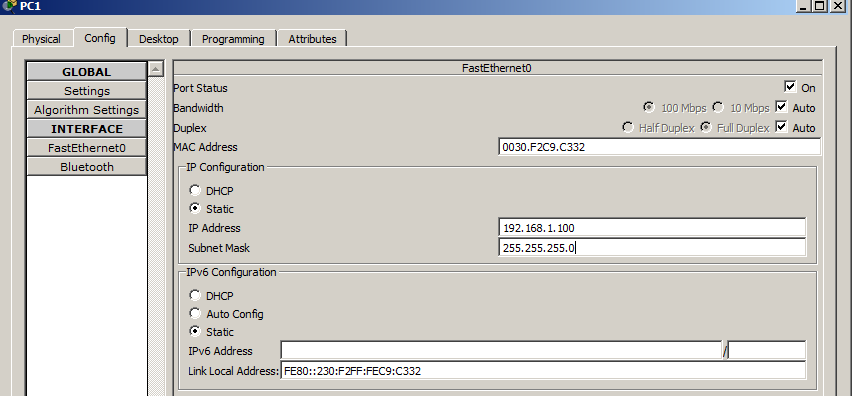 PC1
Physical Config Desktop Programming Attributes
GLOBAL
Settings
Algorithm Settings
INTERFACE
FastEthernet0
Bluetooth
FastEthernet0
Port Status On
Bandwidth 100 Mbps 10 Mbps Auto
Duplex Half Duplex Full Duplex Auto
MAC Address 0030.F2C9.C332
IP Configuration
DHCP
Static
IP Address 192.168.1.100
Subnet Mask 255.255.255.0
IPv6 Configuration
DHCP
Auto Config
Static
IPv6 Address /
Link Local Address: FE80::230:F2FF:FEC9:C332